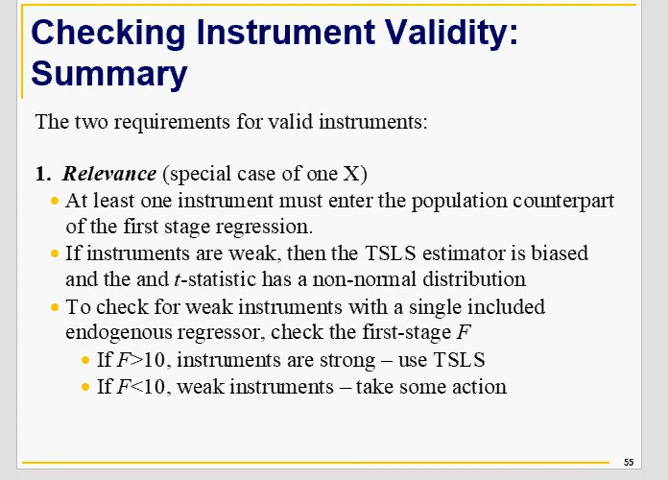 Checking Instrument Validity:
Summary
The two requirements for valid instruments:
1. Relevance (special case of one X)
• At least one instrument must enter the population counterpart
of the first stage regression.
• If instruments are weak, then the TSLS estimator is biased
and the and t-statistic has a non-normal distribution
• To check for weak instruments with a single included
endogenous regressor, check the first-stage F
• If F>10, instruments are strong – use TSLS
• If F<10, weak instruments – take some action
55